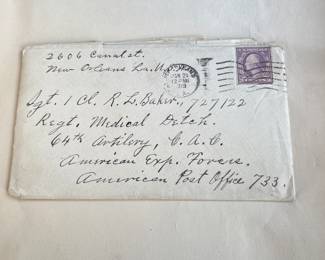 2606 Canal st.
New Orleans La.
Sgt. 1 Cl. R. L. Baker, 727122
Regt. Medical Detch.
64th Artilery, C.A.C.
American Exp. Forces
American Post Office 733.